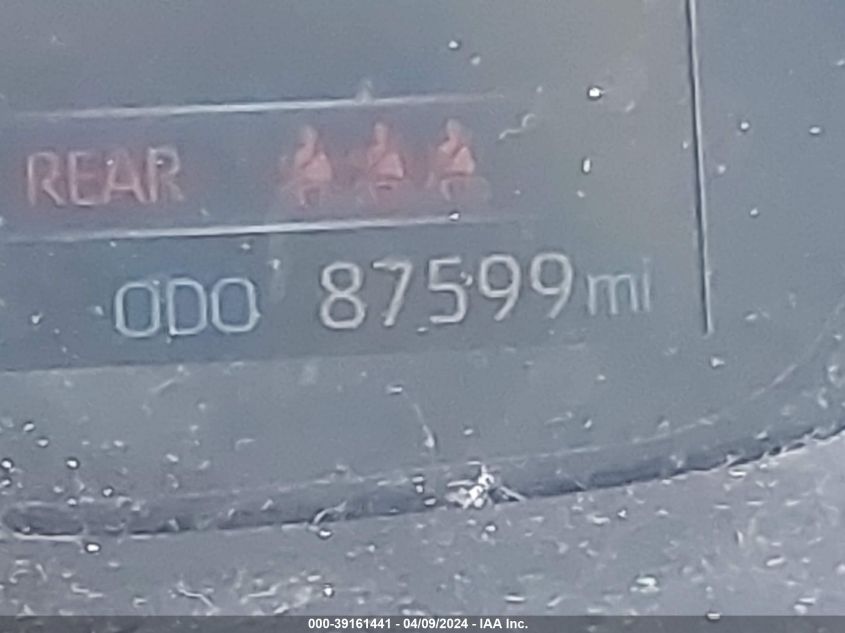 REAR
ODO 87599 mi
000-39161441 - 04/09/2024 - IAA Inc.